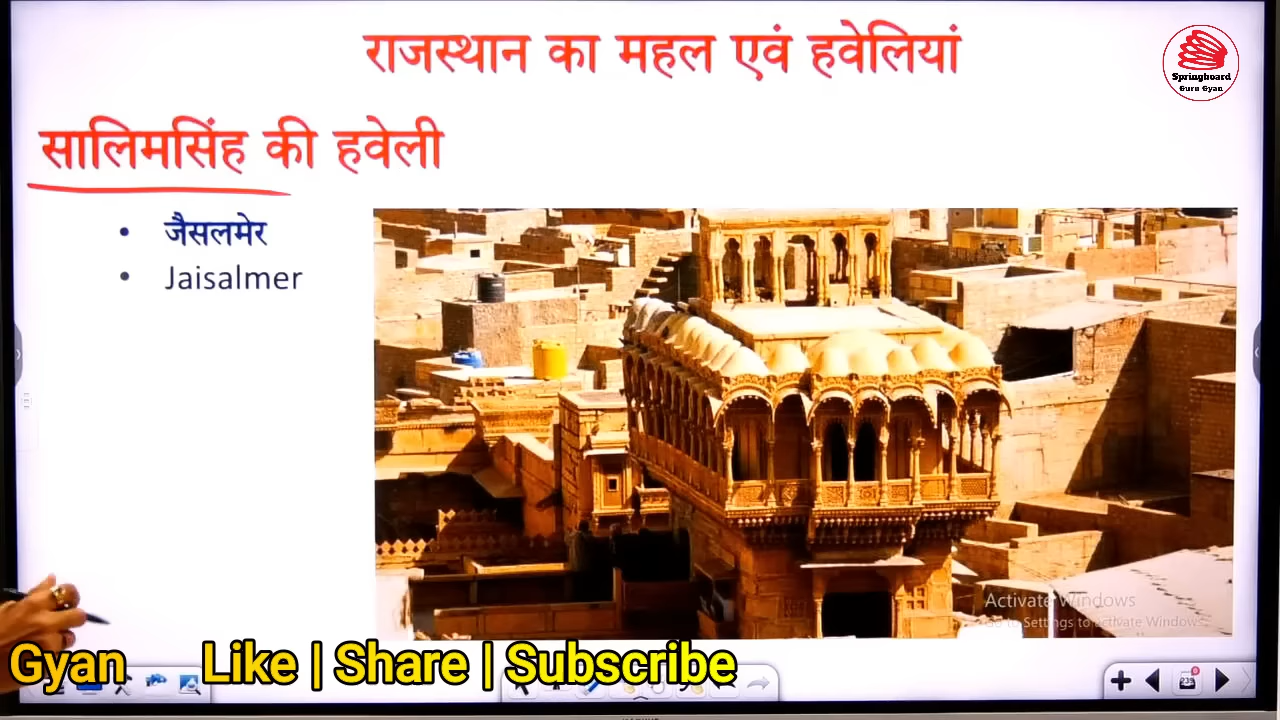 राजस्थान का महल एवं हवेलियां
Springboard
Guru Gyan
सालिमसिंह की हवेली
• जैसलमेर
• Jaisalmer
Activate Windows
Go to Settings to activate Windows.
Gyan Like | Share | Subscribe